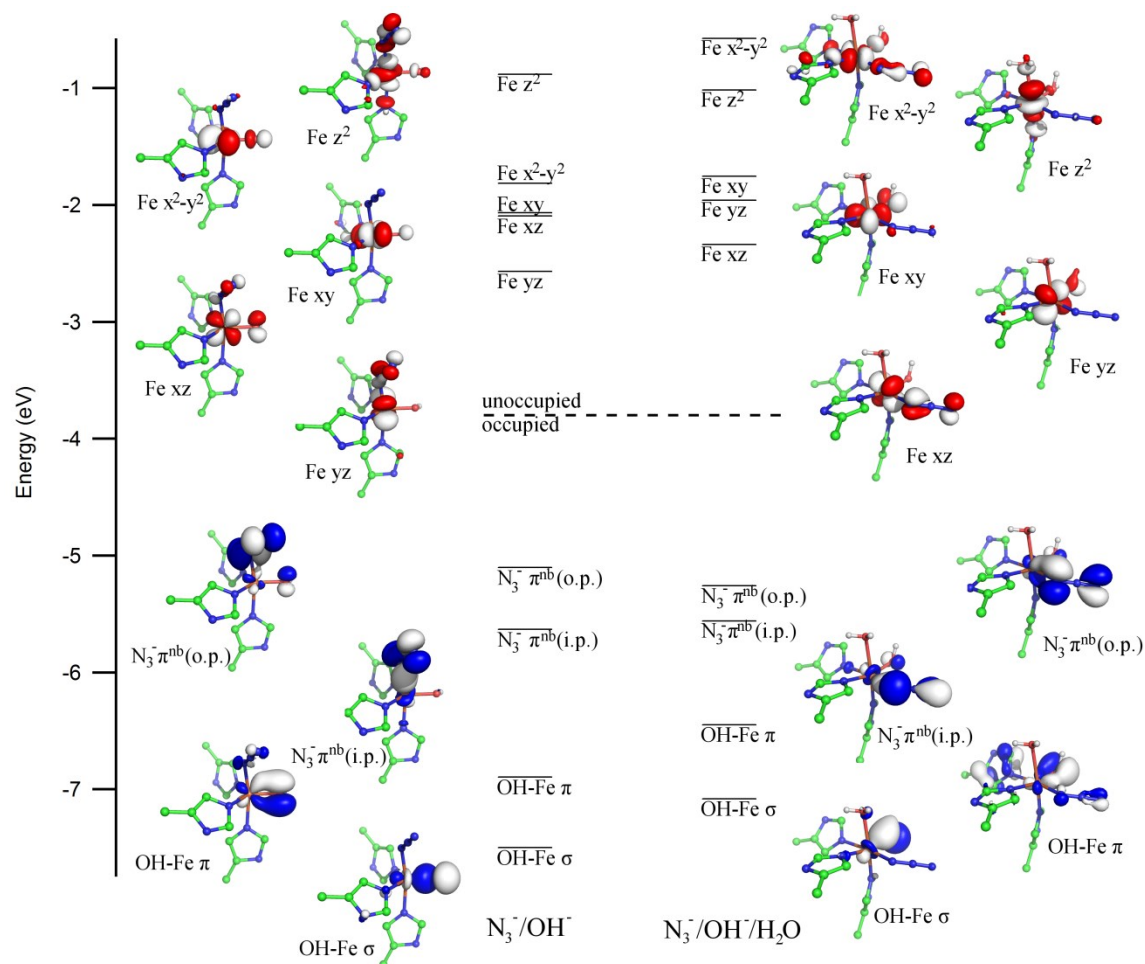 Energy (eV)
-1
-2
-3
-4
-5
-6
-7
Fe x²-y²
Fe z²
Fe xz
Fe xy
Fe yz
N₃⁻ πⁿᵇ(o.p.)
N₃⁻ πⁿᵇ(i.p.)
OH-Fe π
OH-Fe σ
Fe z²
Fe x²-y²
Fe xy
Fe xz
Fe yz
unoccupied
occupied
N₃⁻ πⁿᵇ(o.p.)
N₃⁻ πⁿᵇ(i.p.)
OH-Fe π
OH-Fe σ
N₃⁻/OH⁻
Fe x²-y²
Fe z²
Fe xy
Fe yz
Fe xz
N₃⁻ πⁿᵇ(o.p.)
N₃⁻ πⁿᵇ(i.p.)
OH-Fe π
OH-Fe σ
N₃⁻/OH⁻/H₂O
Fe x²-y²
Fe z²
Fe xy
Fe yz
Fe xz
N₃⁻ πⁿᵇ(o.p.)
N₃⁻ πⁿᵇ(i.p.)
OH-Fe π
OH-Fe σ